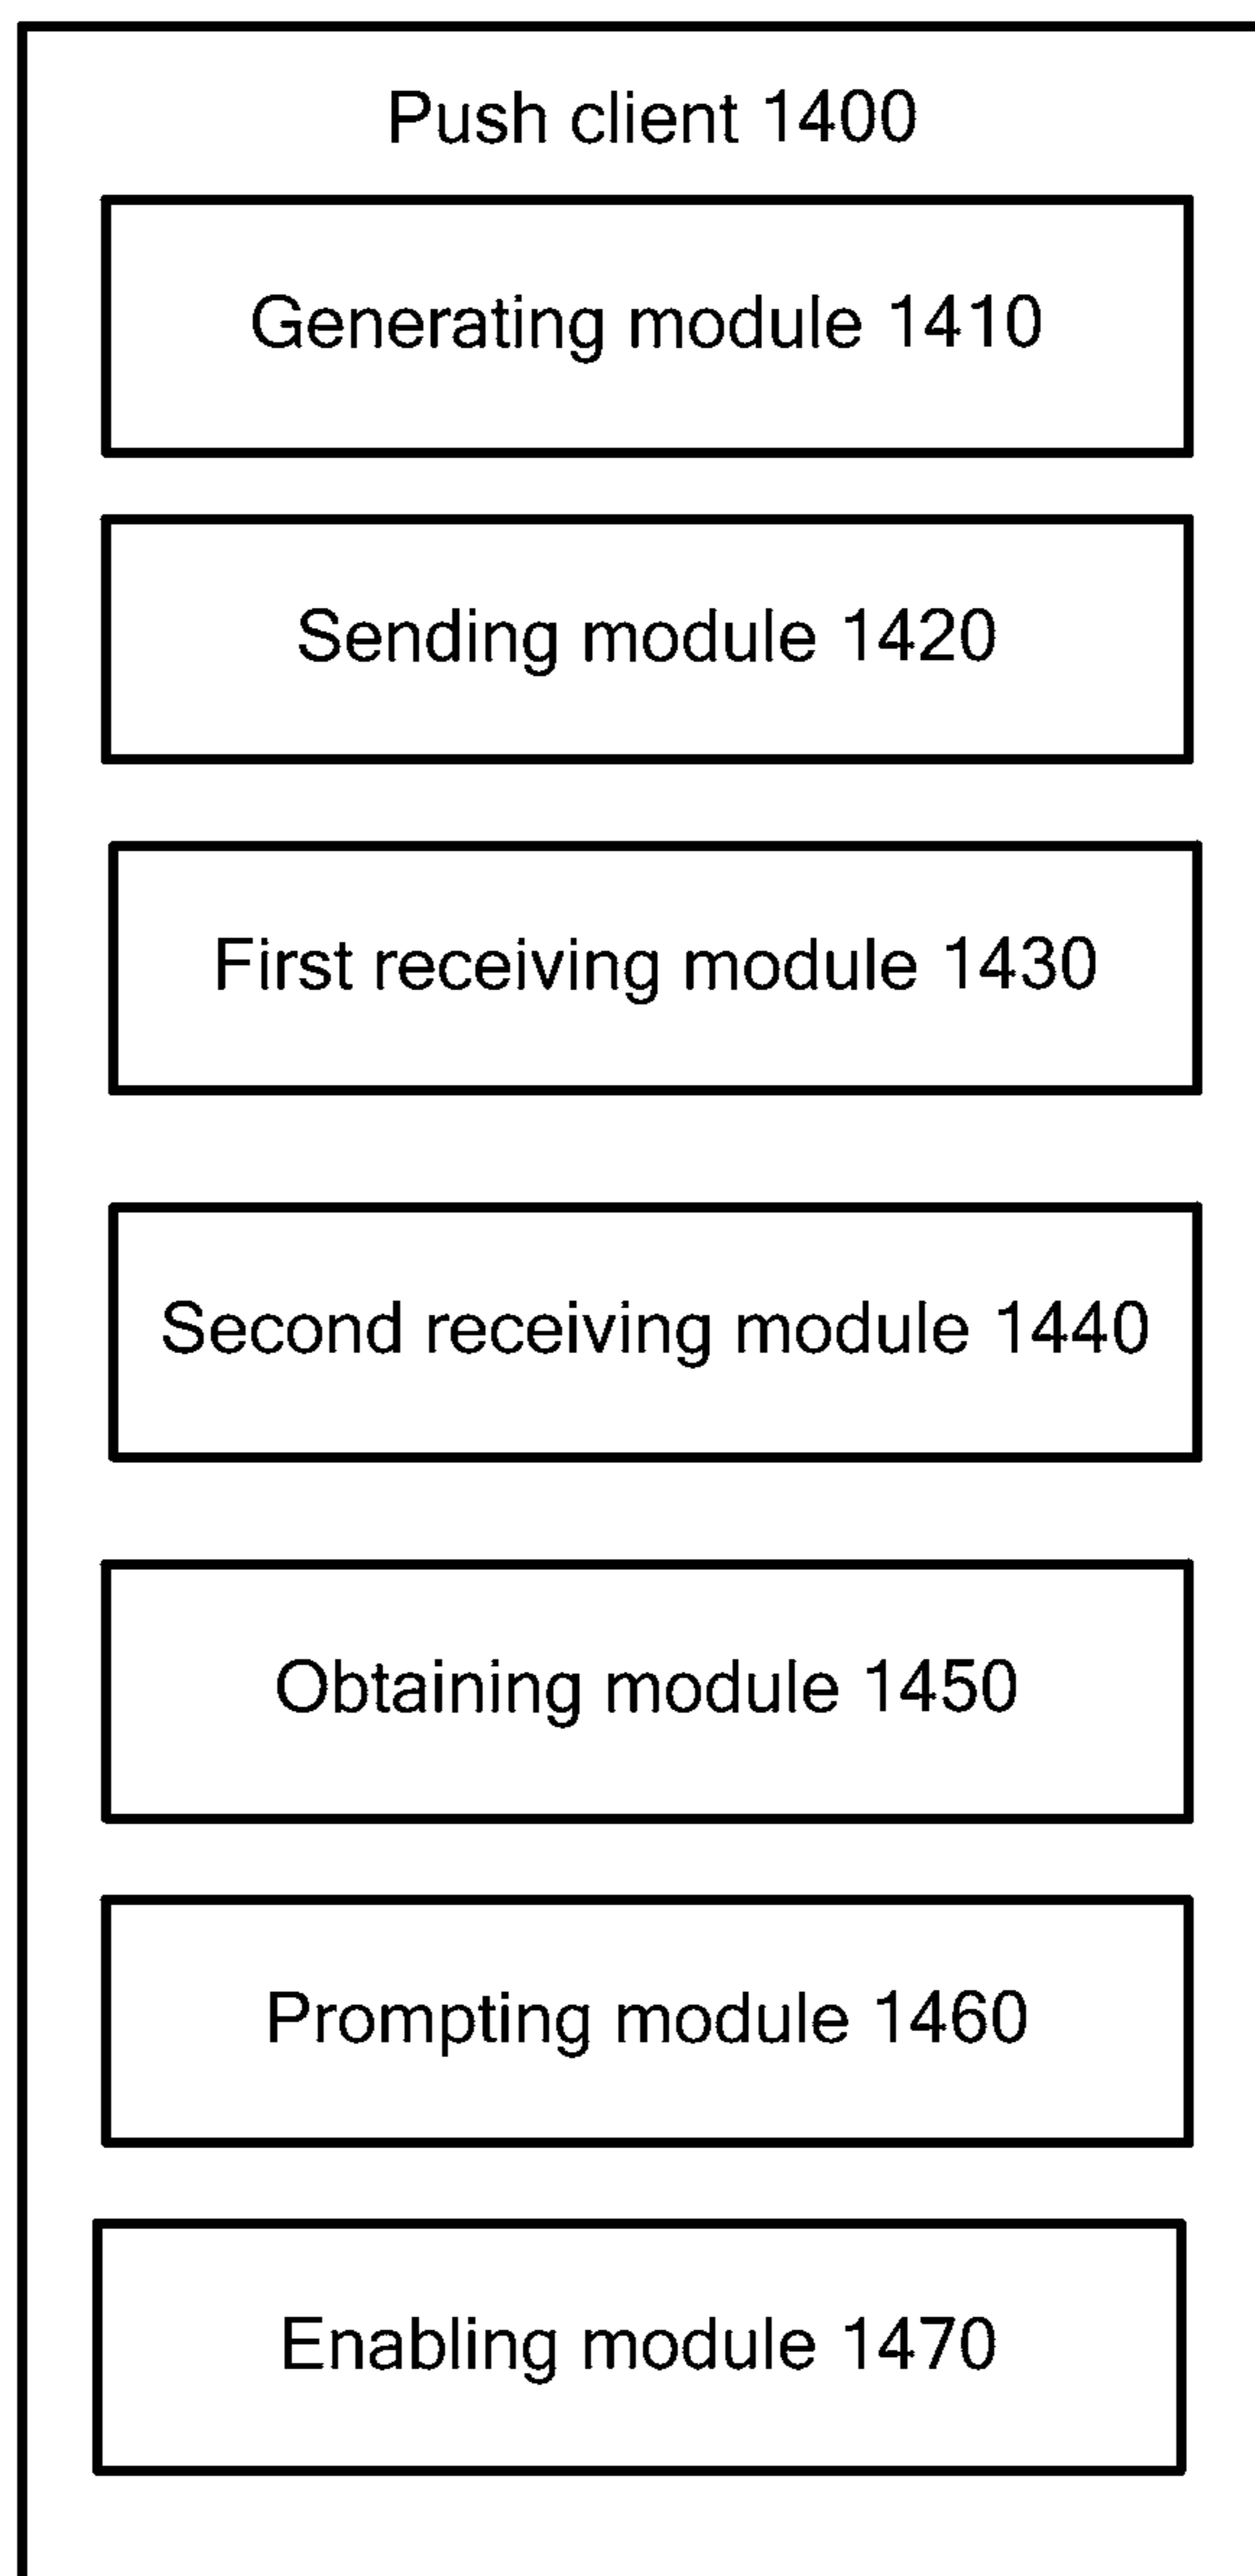 Push client 1400
Generating module 1410
Sending module 1420
First receiving module 1430
Second receiving module 1440
Obtaining module 1450
Prompting module 1460
Enabling module 1470